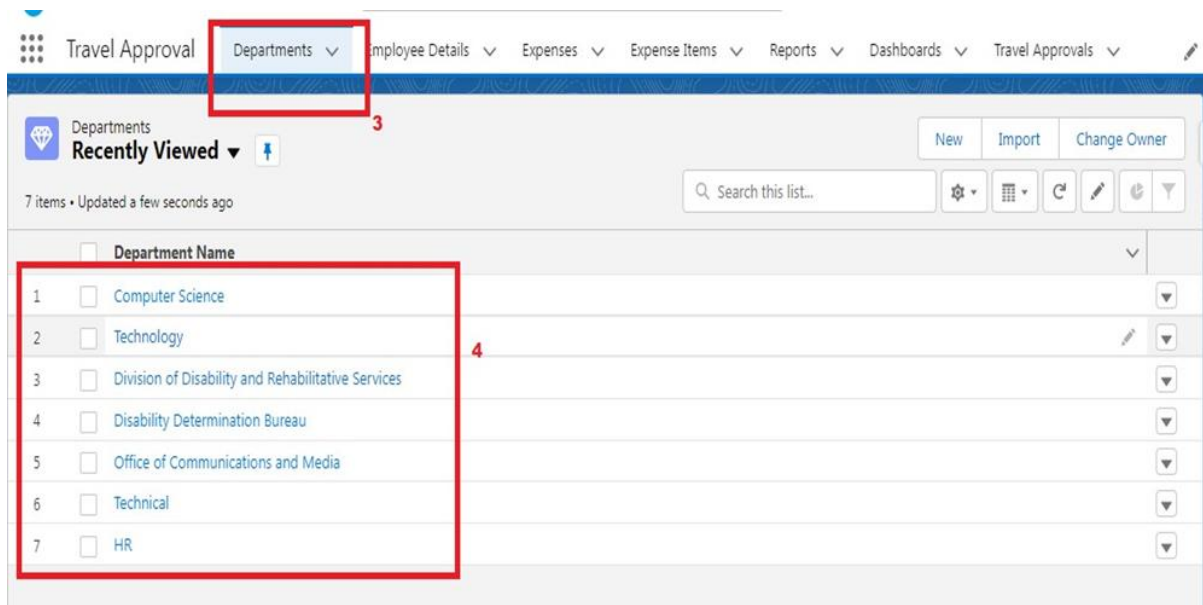 Travel Approval Departments Employee Details Expenses Expense Items Reports Dashboards Travel Approvals
3
Departments
Recently Viewed
New Import Change Owner
7 items • Updated a few seconds ago
Search this list...
Department Name
1 Computer Science
2 Technology
4
3 Division of Disability and Rehabilitative Services
4 Disability Determination Bureau
5 Office of Communications and Media
6 Technical
7 HR